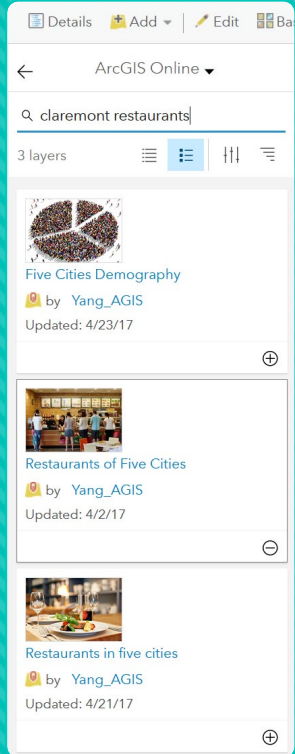 Details Add Edit Ba
ArcGIS Online
claremont restaurants
3 layers
Five Cities Demography
by Yang_AGIS
Updated: 4/23/17
Restaurants of Five Cities
by Yang_AGIS
Updated: 4/2/17
Restaurants in five cities
by Yang_AGIS
Updated: 4/21/17